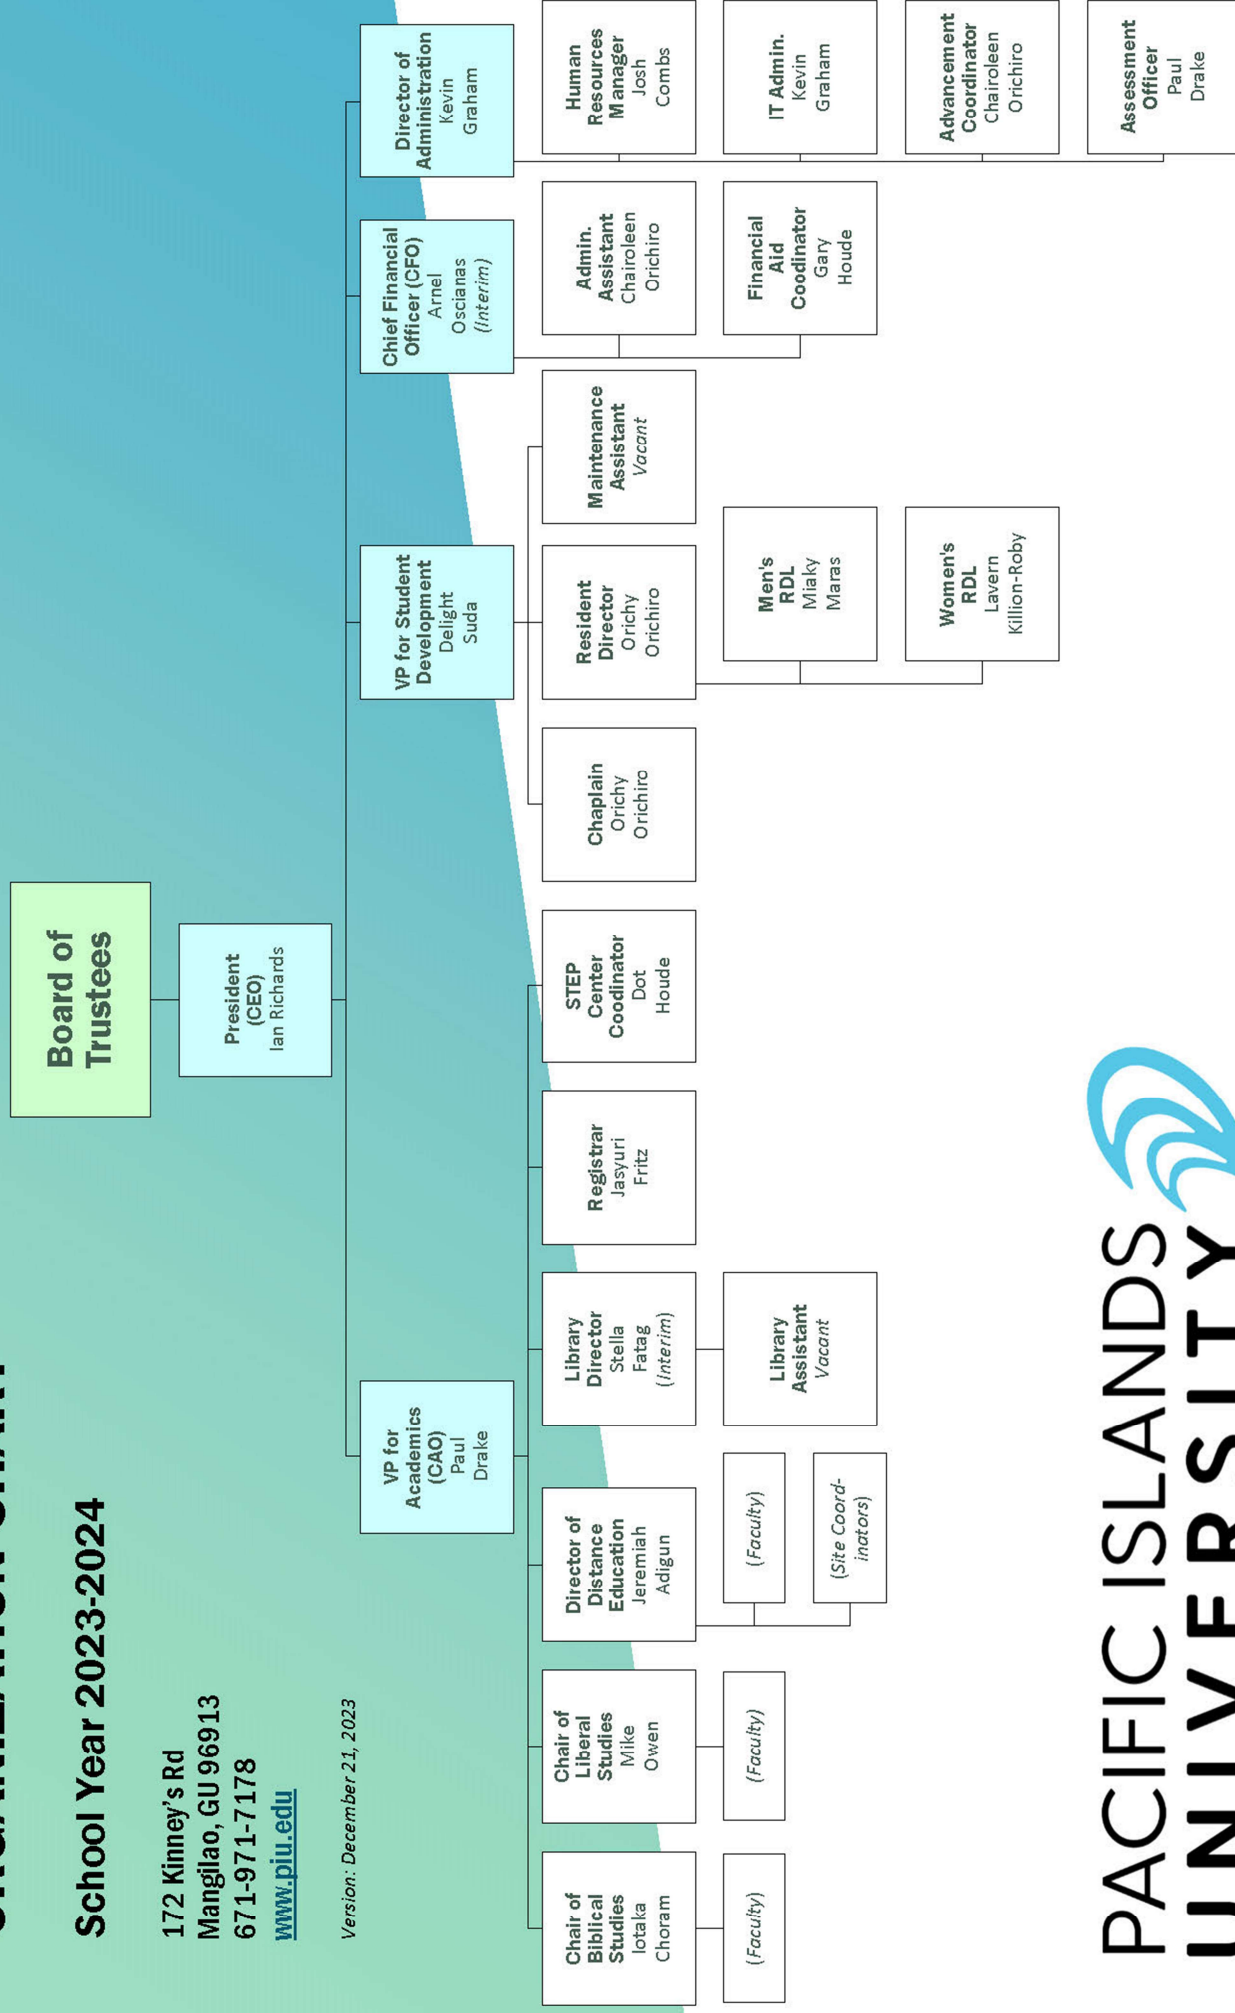 School Year 2023-2024
172 Kinney's Rd
Mangilao, GU 96913
671-971-7178
www.piu.edu
Version: December 21, 2023
Board of
Trustees
President
(CEO)
Ian Richards
VP for
Academics
(CAO)
Paul
Drake
VP for Student
Development
Delight
Suda
Chief Financial
Officer (CFO)
Arnel
Oscianas
(Interim)
Director of
Administration
Kevin
Graham
Chair of
Biblical
Studies
Iotaka
Choram
Chair of
Liberal
Studies
Mike
Owen
Director of
Distance
Education
Jeremiah
Adigun
Library
Director
Stella
Fatag
(Interim)
Registrar
Jasyuri
Fritz
STEP
Center
Coodinator
Dot
Houde
Chaplain
Orichy
Orichiro
Resident
Director
Orichy
Orichiro
Maintenance
Assistant
Vacant
Admin.
Assistant
Chairoleen
Orichiro
Human
Resources
Manager
Josh
Combs
(Faculty)
(Faculty)
(Faculty)
(Site Coord-
inators)
Library
Assistant
Vacant
Men's
RDL
Miaky
Maras
Financial
Aid
Coodinator
Gary
Houde
IT Admin.
Kevin
Graham
Women's
RDL
Lavern
Killion-Roby
Advancement
Coordinator
Chairoleen
Orichiro
Assessment
Officer
Paul
Drake
PACIFIC ISLANDS
UNIVERSITY